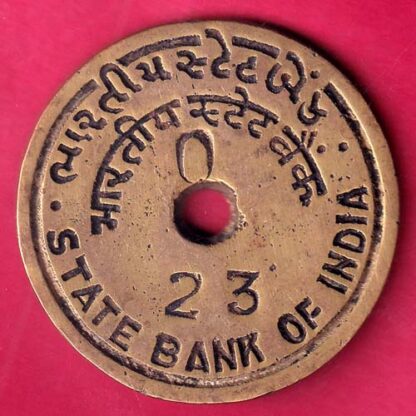 ભારતીય સ્ટેટ બેંક
भारतीय स्टेट बैंक
0
23
STATE BANK OF INDIA